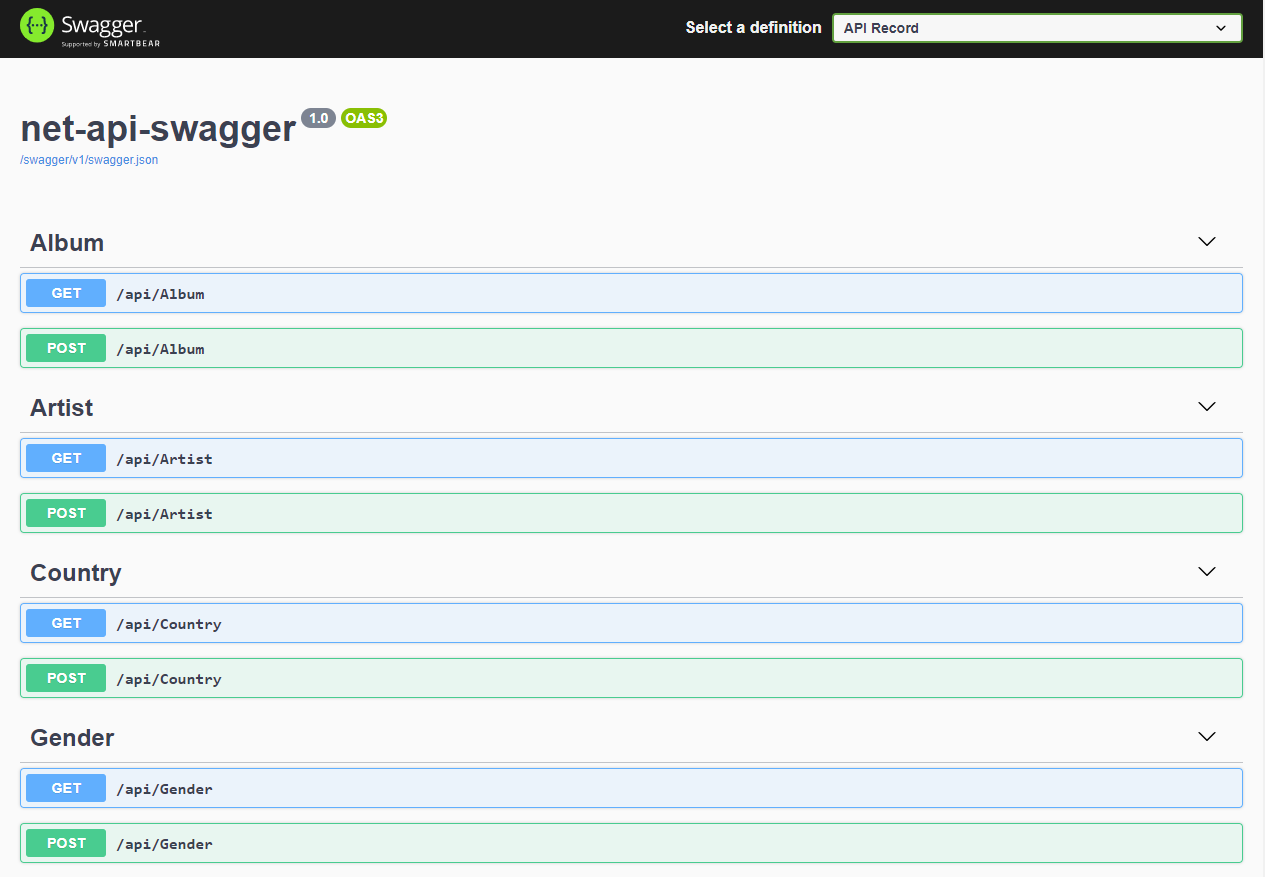 Swagger
Supported by SMARTBEAR
Select a definition
API Record
net-api-swagger 1.0 OAS3
/swagger/v1/swagger.json
Album
GET /api/Album
POST /api/Album
Artist
GET /api/Artist
POST /api/Artist
Country
GET /api/Country
POST /api/Country
Gender
GET /api/Gender
POST /api/Gender